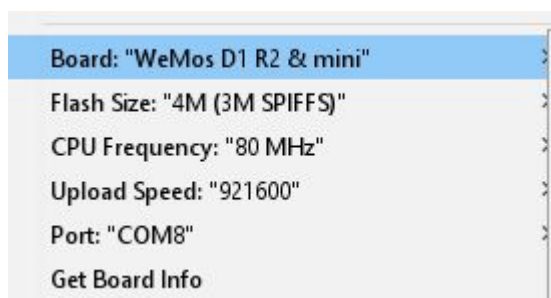 Board: "WeMos D1 R2 & mini"
Flash Size: "4M (3M SPIFFS)"
CPU Frequency: "80 MHz"
Upload Speed: "921600"
Port: "COM8"
Get Board Info